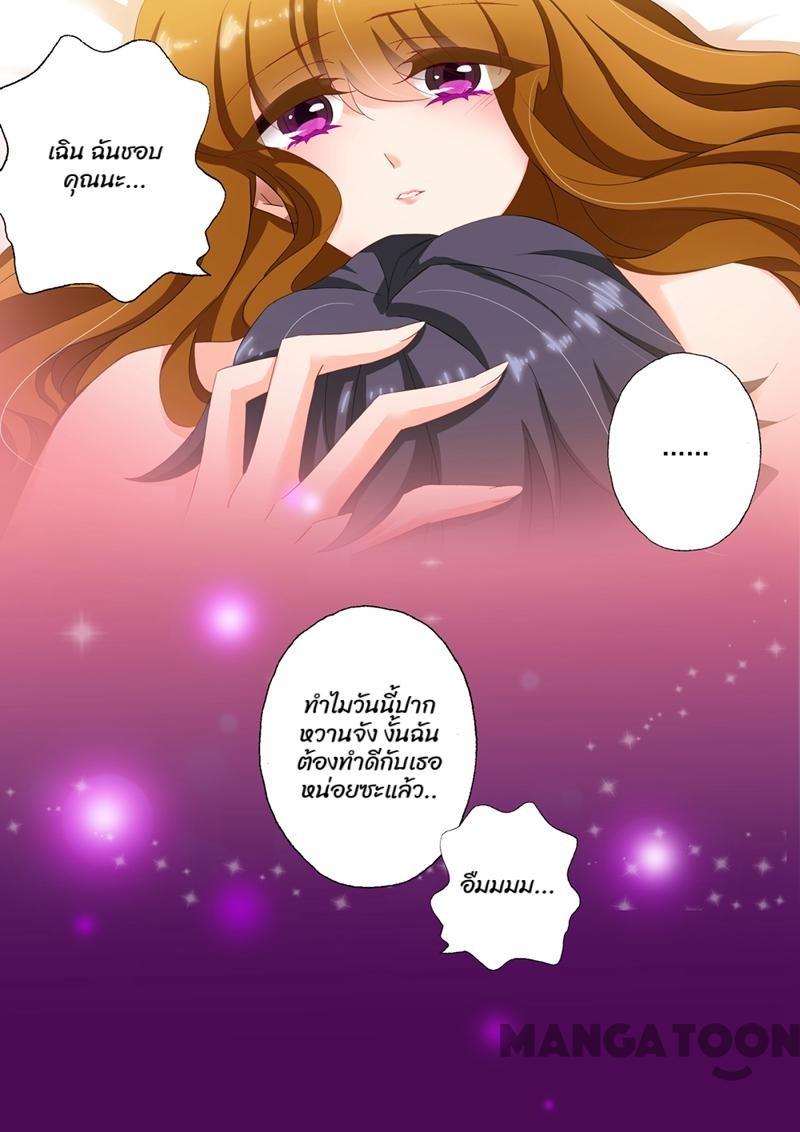 เฉิน ฉันชอบ
คุณนะ...
......
ทำไมวันนี้ปาก
หวานจัง งั้นฉัน
ต้องทำดีกับเธอ
หน่อยซะแล้ว..
อืมมมม...
MANGATOON